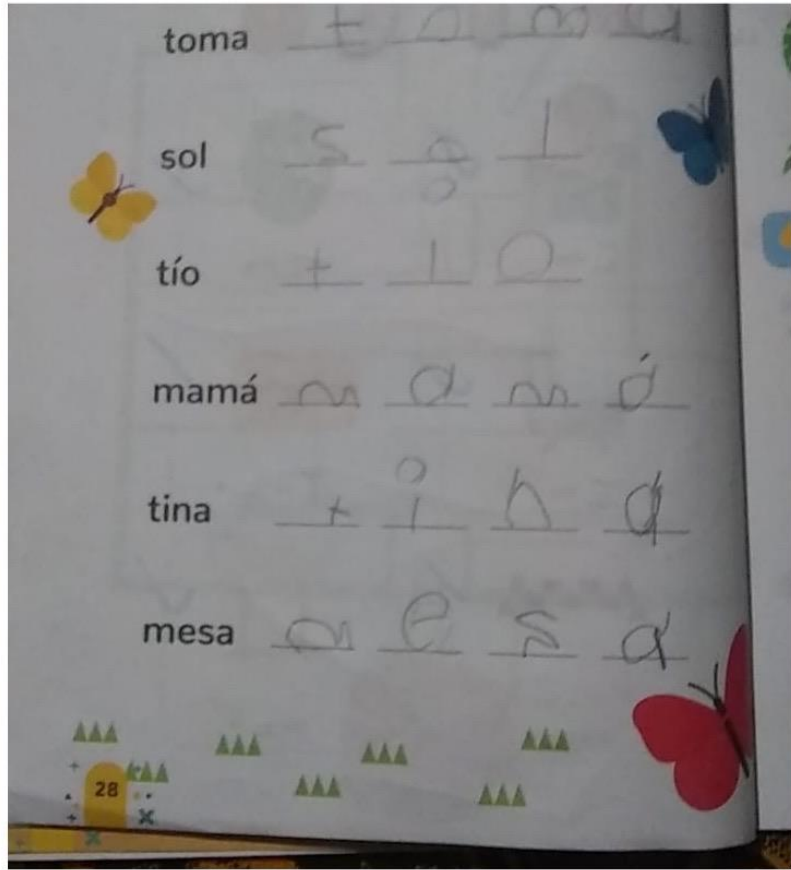 toma t o m a
sol s o l
o
tío t i o
mamá m a m á
tina t i n a
mesa m e s a
28